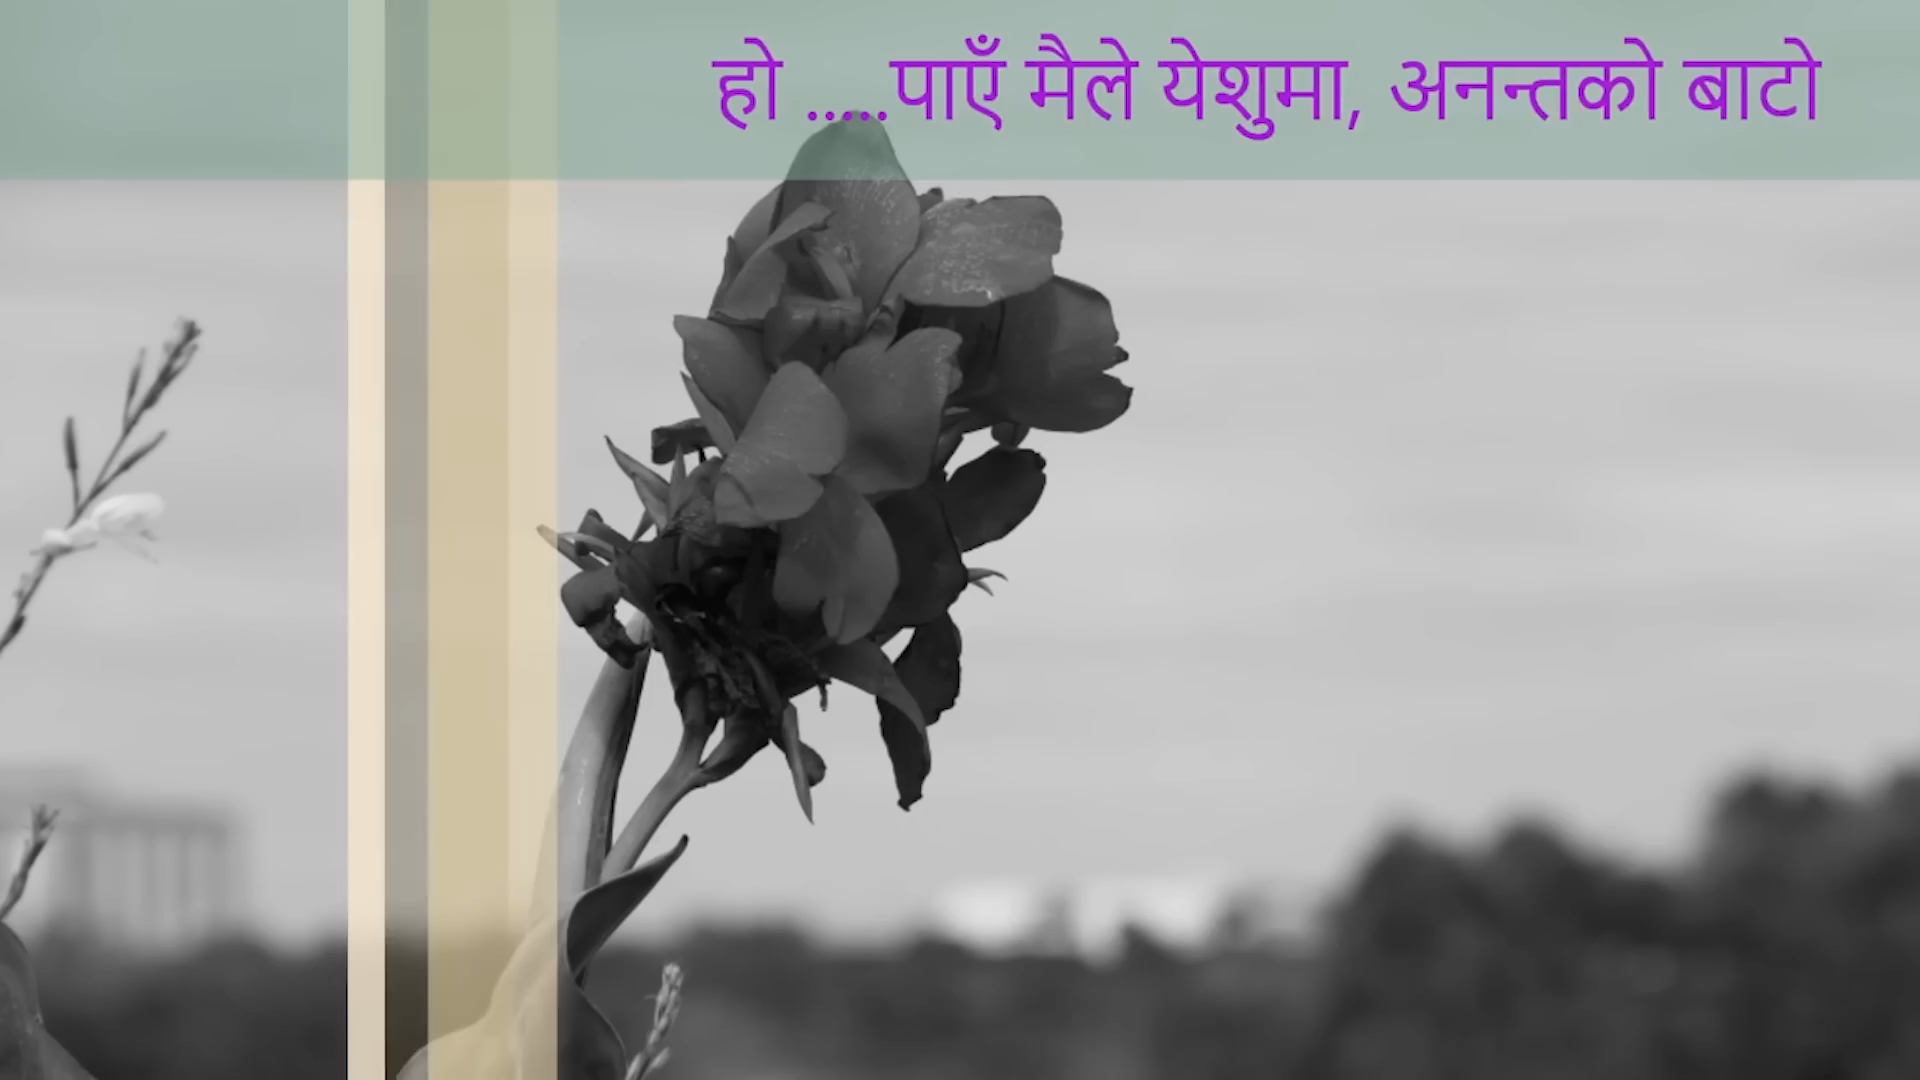 हो .....पाएँ मैले येशुमा, अनन्तको बाटो